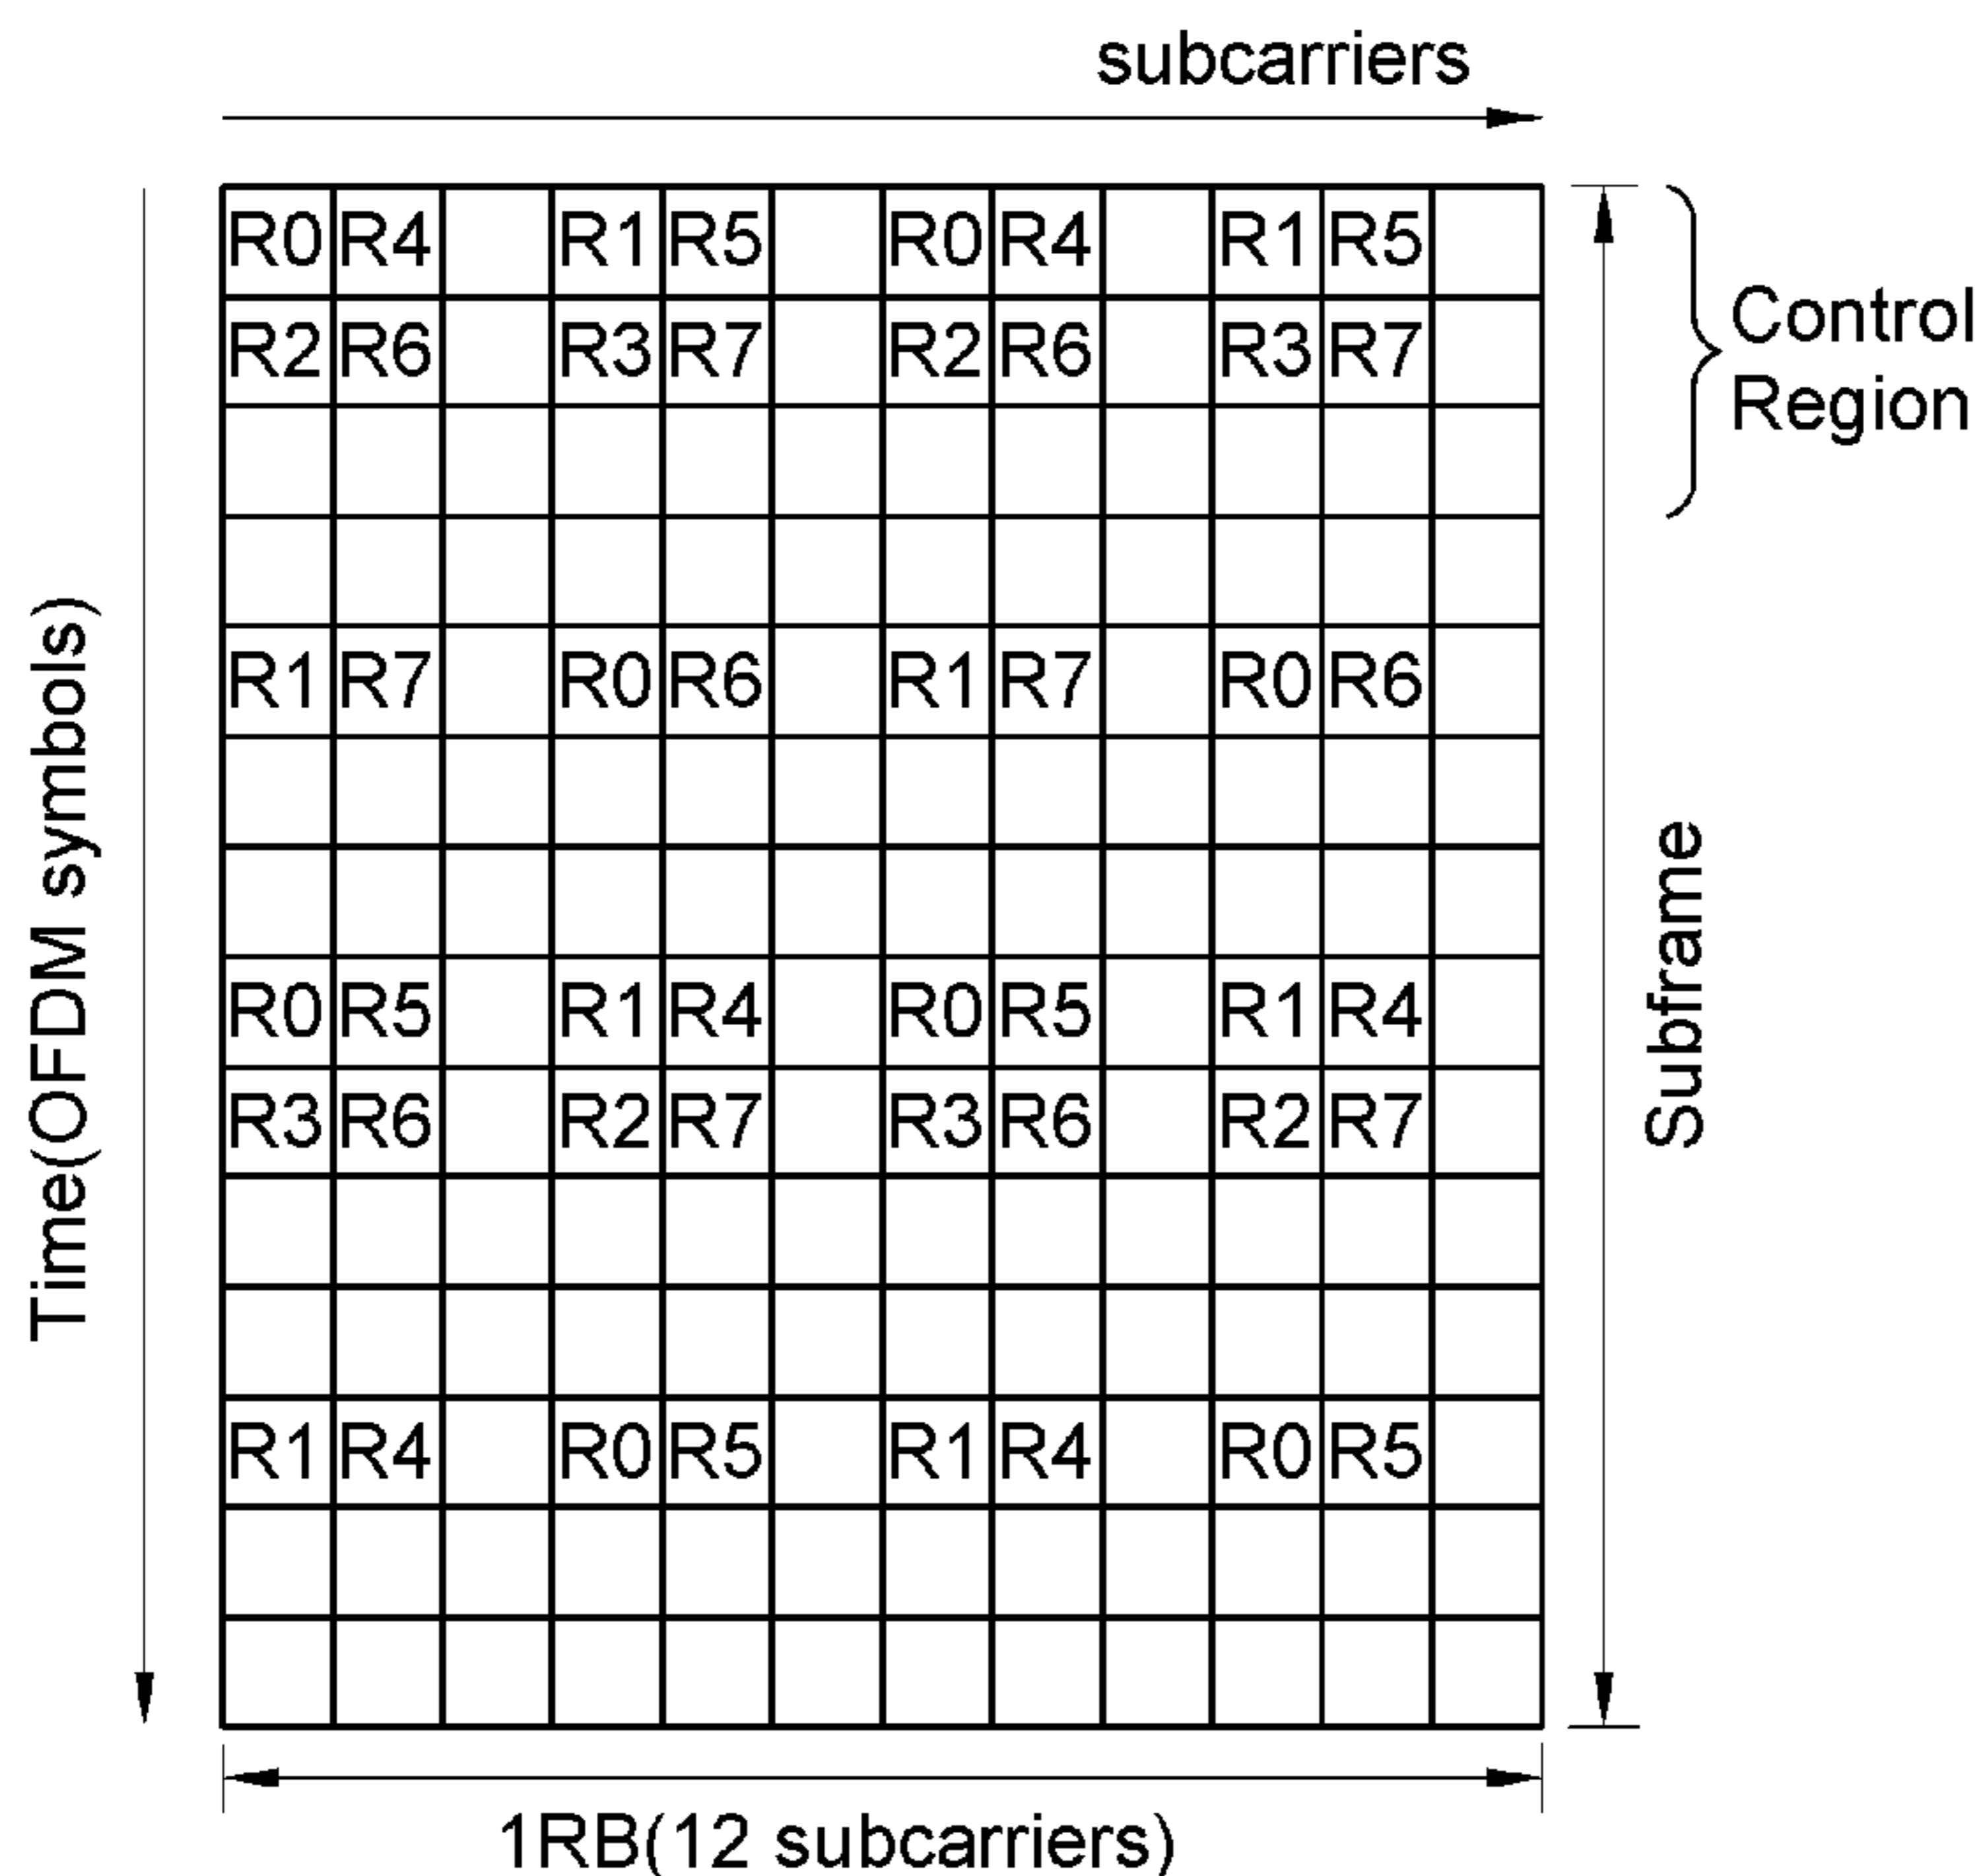 subcarriers
R0 R4 R1 R5 R0 R4 R1 R5
R2 R6 R3 R7 R2 R6 R3 R7
Control
Region
R1 R7 R0 R6 R1 R7 R0 R6
R0 R5 R1 R4 R0 R5 R1 R4
R3 R6 R2 R7 R3 R6 R2 R7
R1 R4 R0 R5 R1 R4 R0 R5
Time(OFDM symbols)
Subframe
1RB(12 subcarriers)